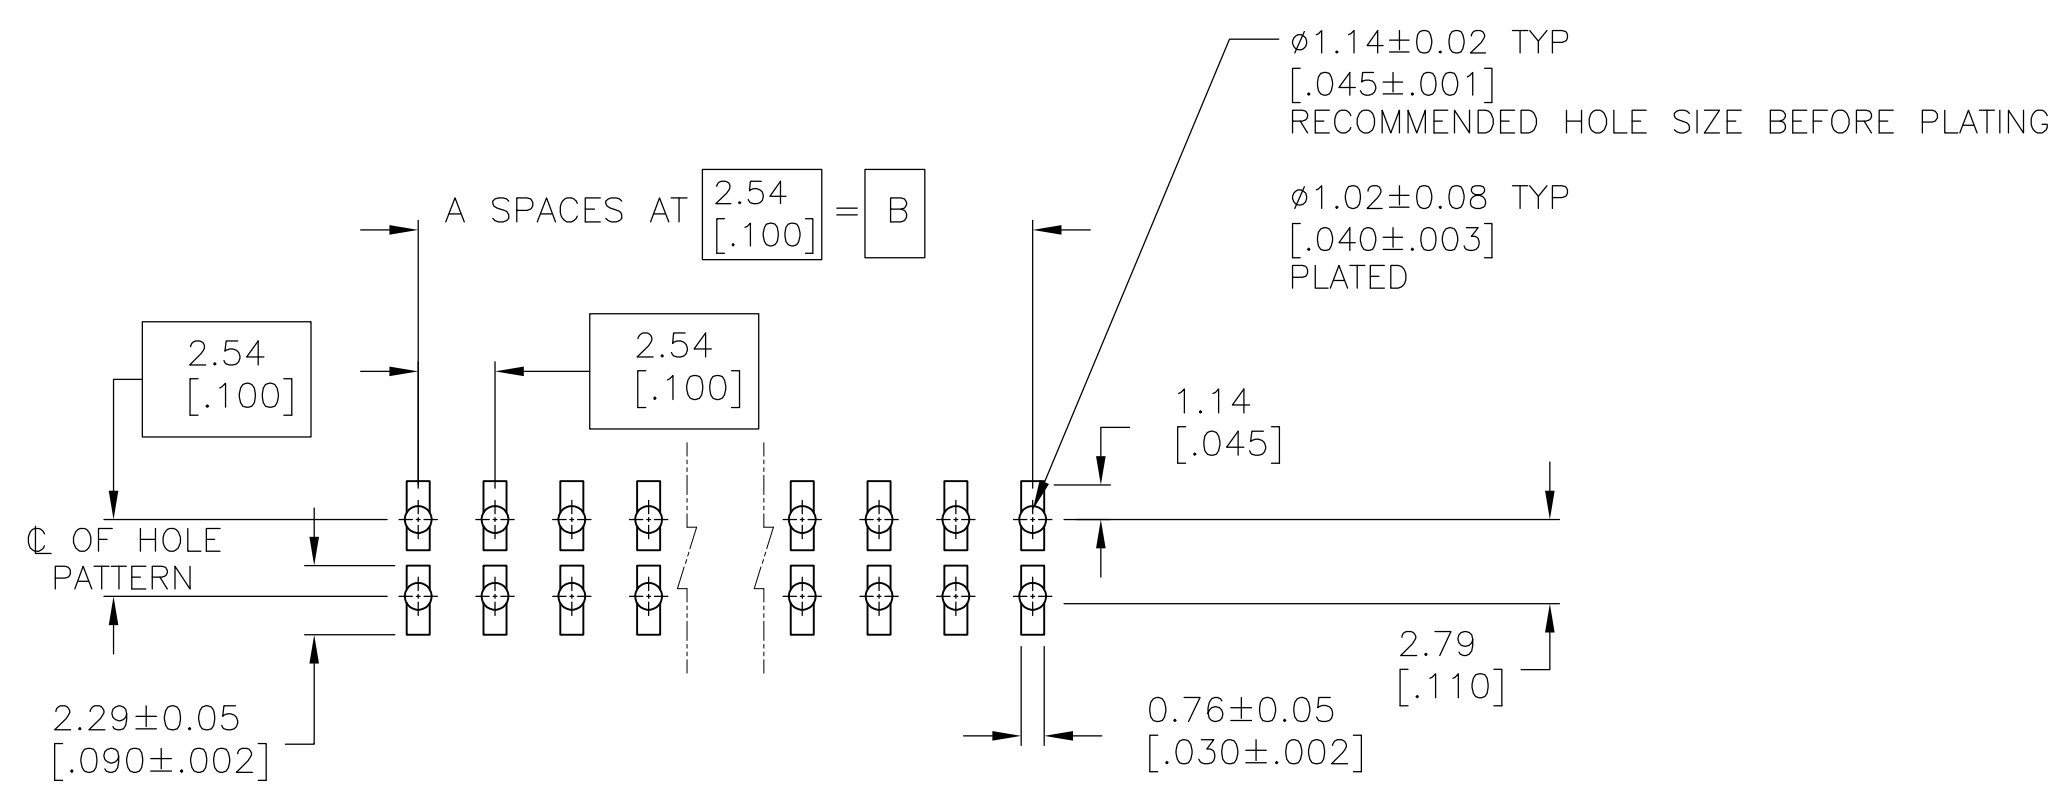 ø1.14±0.02 TYP
[.045±.001]
RECOMMENDED HOLE SIZE BEFORE PLATING
ø1.02±0.08 TYP
[.040±.003]
PLATED
A SPACES AT 2.54 [.100] = B
2.54
[.100]
2.54
[.100]
1.14
[.045]
℄ OF HOLE
PATTERN
2.79
[.110]
2.29±0.05
[.090±.002]
0.76±0.05
[.030±.002]